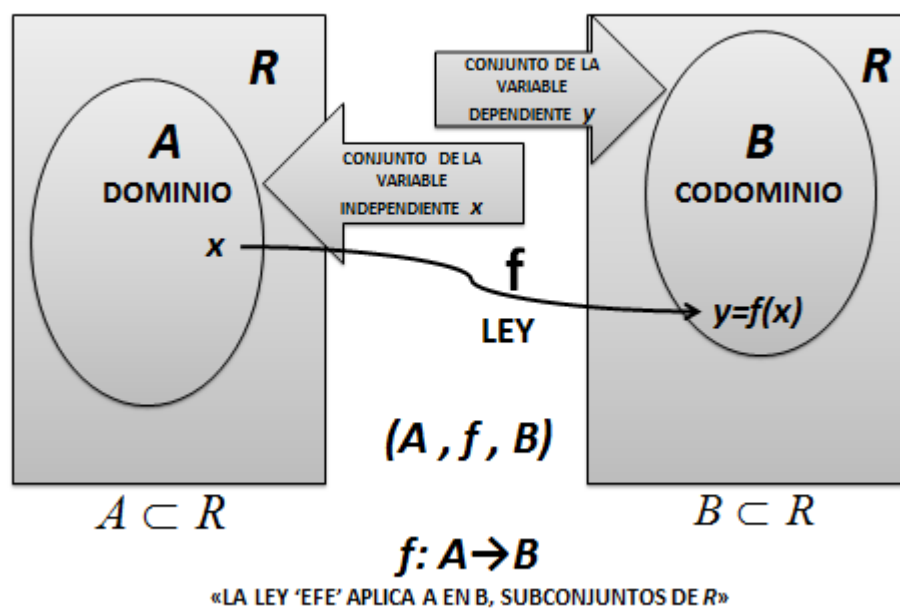 R
A
DOMINIO
x
CONJUNTO DE LA
VARIABLE
INDEPENDIENTE x
CONJUNTO DE LA
VARIABLE
DEPENDIENTE y
R
B
CODOMINIO
y=f(x)
f
LEY
(A , f , B)
A ⊂ R
B ⊂ R
f: A→B
«LA LEY ‘EFE’ APLICA A EN B, SUBCONJUNTOS DE R»